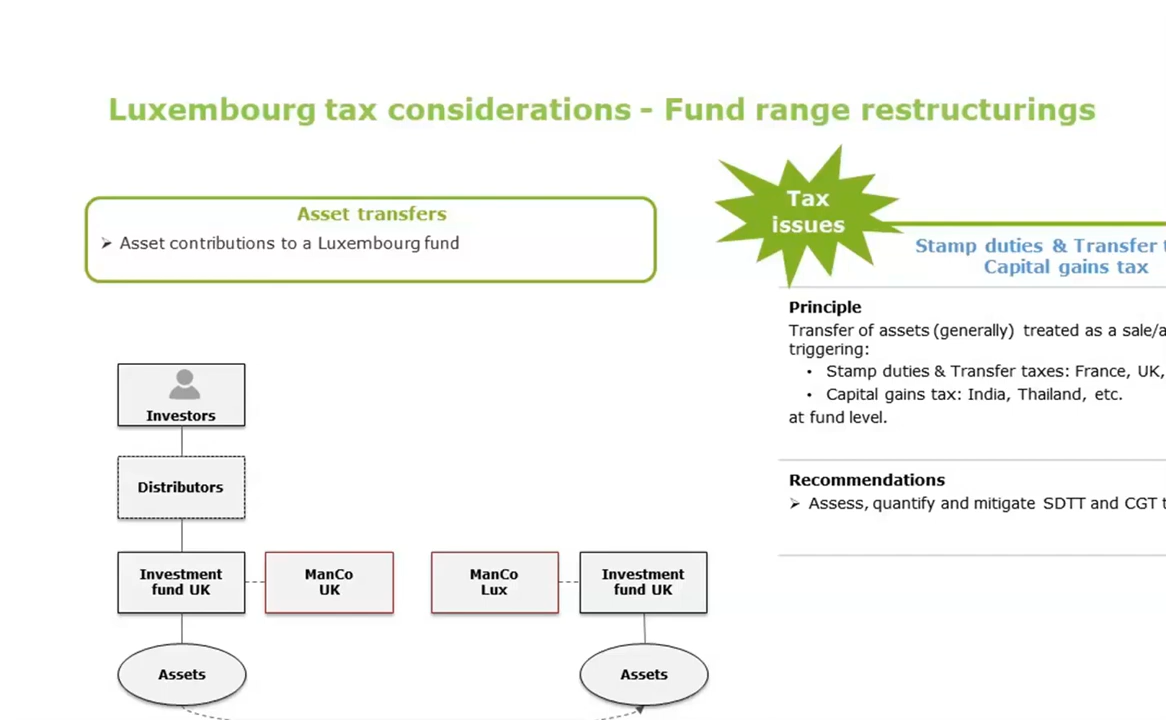 Luxembourg tax considerations - Fund range restructurings
Asset transfers
➢ Asset contributions to a Luxembourg fund
Tax
issues
Stamp duties & Transfer
Capital gains tax
Principle
Transfer of assets (generally) treated as a sale/
triggering:
• Stamp duties & Transfer taxes: France, UK,
• Capital gains tax: India, Thailand, etc.
at fund level.
Recommendations
➢ Assess, quantify and mitigate SDTT and CGT
Investors
Distributors
Investment
fund UK
ManCo
UK
ManCo
Lux
Investment
fund UK
Assets
Assets